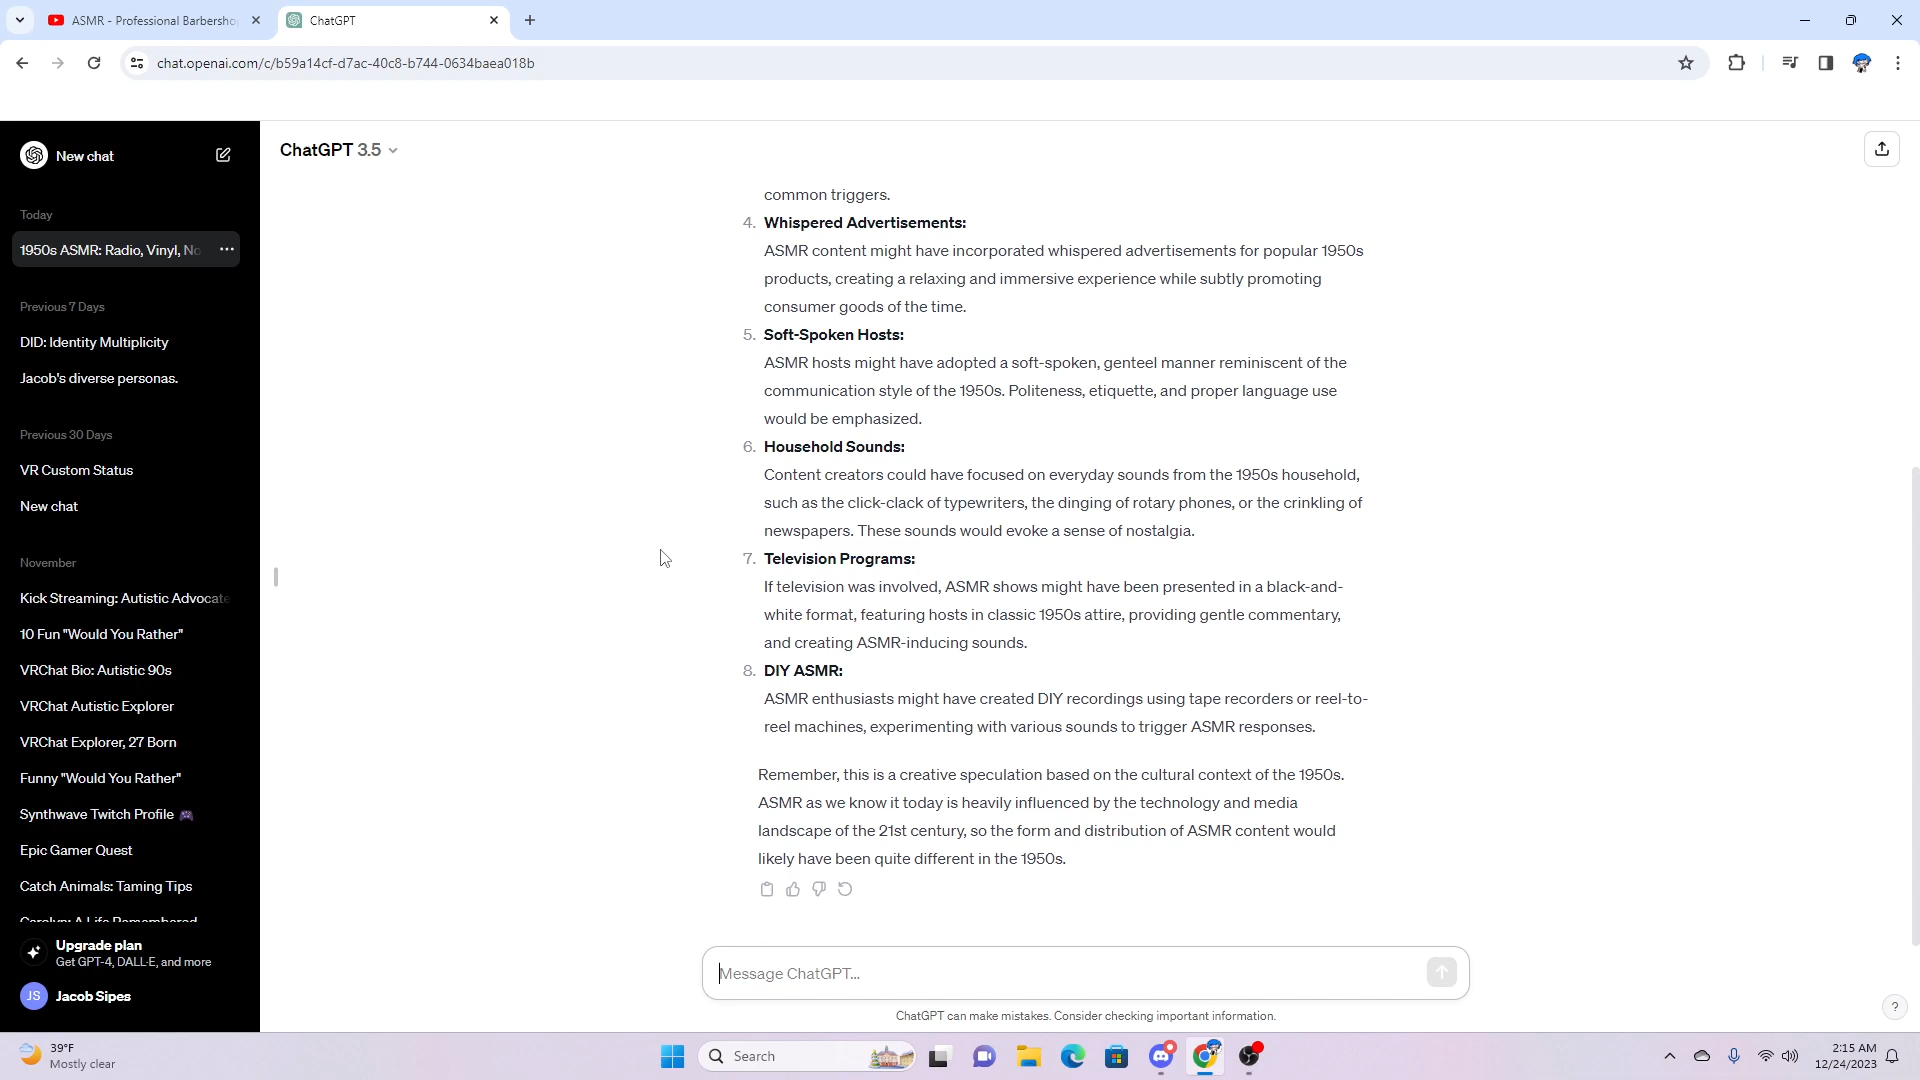 ASMR - Professional Barbersho
ChatGPT
chat.openai.com/c/b59a14cf-d7ac-40c8-b744-0634baea018b
New chat
Today
1950s ASMR: Radio, Vinyl, No
Previous 7 Days
DID: Identity Multiplicity
Jacob's diverse personas.
Previous 30 Days
VR Custom Status
New chat
November
Kick Streaming: Autistic Advocate
10 Fun "Would You Rather"
VRChat Bio: Autistic 90s
VRChat Autistic Explorer
VRChat Explorer, 27 Born
Funny "Would You Rather"
Synthwave Twitch Profile 🎮
Epic Gamer Quest
Catch Animals: Taming Tips
Carolyn: A Life Remembered
Upgrade plan
Get GPT-4, DALL·E, and more
JS Jacob Sipes
ChatGPT 3.5
common triggers.
4. Whispered Advertisements:
ASMR content might have incorporated whispered advertisements for popular 1950s
products, creating a relaxing and immersive experience while subtly promoting
consumer goods of the time.
5. Soft-Spoken Hosts:
ASMR hosts might have adopted a soft-spoken, genteel manner reminiscent of the
communication style of the 1950s. Politeness, etiquette, and proper language use
would be emphasized.
6. Household Sounds:
Content creators could have focused on everyday sounds from the 1950s household,
such as the click-clack of typewriters, the dinging of rotary phones, or the crinkling of
newspapers. These sounds would evoke a sense of nostalgia.
7. Television Programs:
If television was involved, ASMR shows might have been presented in a black-and-
white format, featuring hosts in classic 1950s attire, providing gentle commentary,
and creating ASMR-inducing sounds.
8. DIY ASMR:
ASMR enthusiasts might have created DIY recordings using tape recorders or reel-to-
reel machines, experimenting with various sounds to trigger ASMR responses.
Remember, this is a creative speculation based on the cultural context of the 1950s.
ASMR as we know it today is heavily influenced by the technology and media
landscape of the 21st century, so the form and distribution of ASMR content would
likely have been quite different in the 1950s.
Message ChatGPT...
ChatGPT can make mistakes. Consider checking important information.
?
39°F
Mostly clear
Search
2:15 AM
12/24/2023